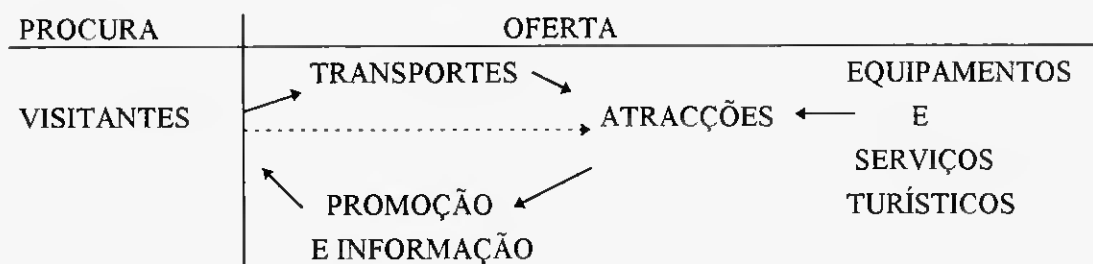 PROCURA OFERTA
TRANSPORTES EQUIPAMENTOS
VISITANTES ATRACÇÕES E
SERVIÇOS
PROMOÇÃO TURÍSTICOS
E INFORMAÇÃO